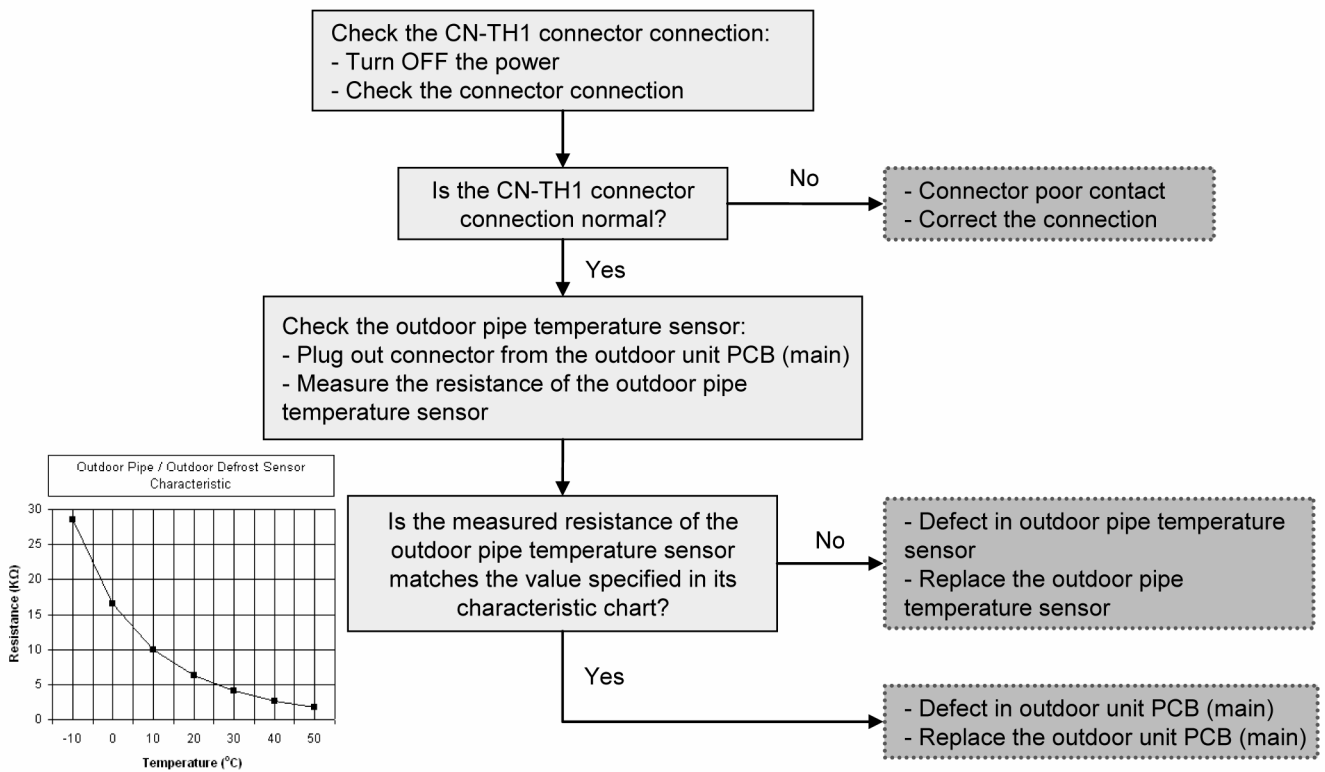 Check the CN-TH1 connector connection:
- Turn OFF the power
- Check the connector connection
Is the CN-TH1 connector
connection normal?
No
- Connector poor contact
- Correct the connection
Yes
Check the outdoor pipe temperature sensor:
- Plug out connector from the outdoor unit PCB (main)
- Measure the resistance of the outdoor pipe
temperature sensor
Is the measured resistance of the
outdoor pipe temperature sensor
matches the value specified in its
characteristic chart?
No
- Defect in outdoor pipe temperature
sensor
- Replace the outdoor pipe
temperature sensor
Yes
- Defect in outdoor unit PCB (main)
- Replace the outdoor unit PCB (main)
Outdoor Pipe / Outdoor Defrost Sensor
Characteristic
Resistance (KΩ)
30
25
20
15
10
5
0
-10 0 10 20 30 40 50
Temperature (°C)